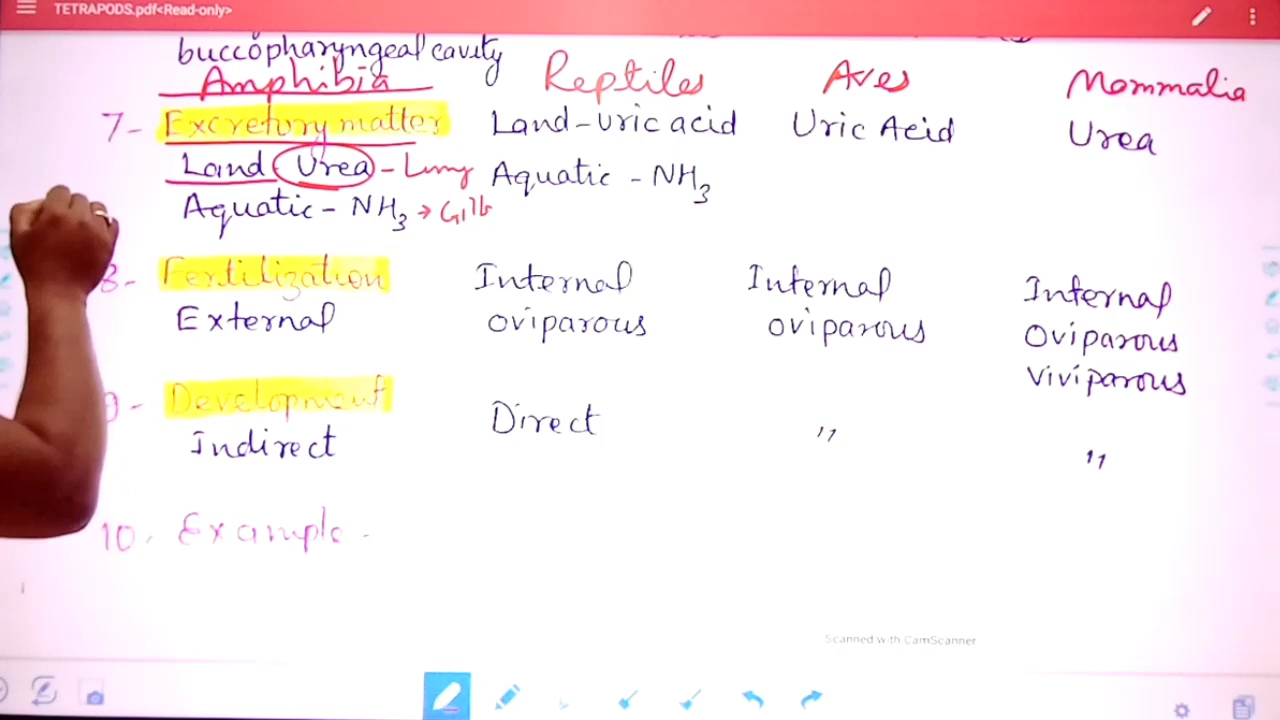 TETRAPODS.pdf<Read-only>
buccopharyngeal cavity
Amphibia Reptiles Aves Mommalia
7- Excretory matter Land-Uric acid Uric Acid Urea
Land Urea - Lung Aquatic - NH3
Aquatic - NH3 → Gills
8- Fertilization Internal Internal Internal
External oviparous oviparous Oviparous
Viviparous
9- Development Direct " "
Indirect
10. Example -
Scanned with CamScanner